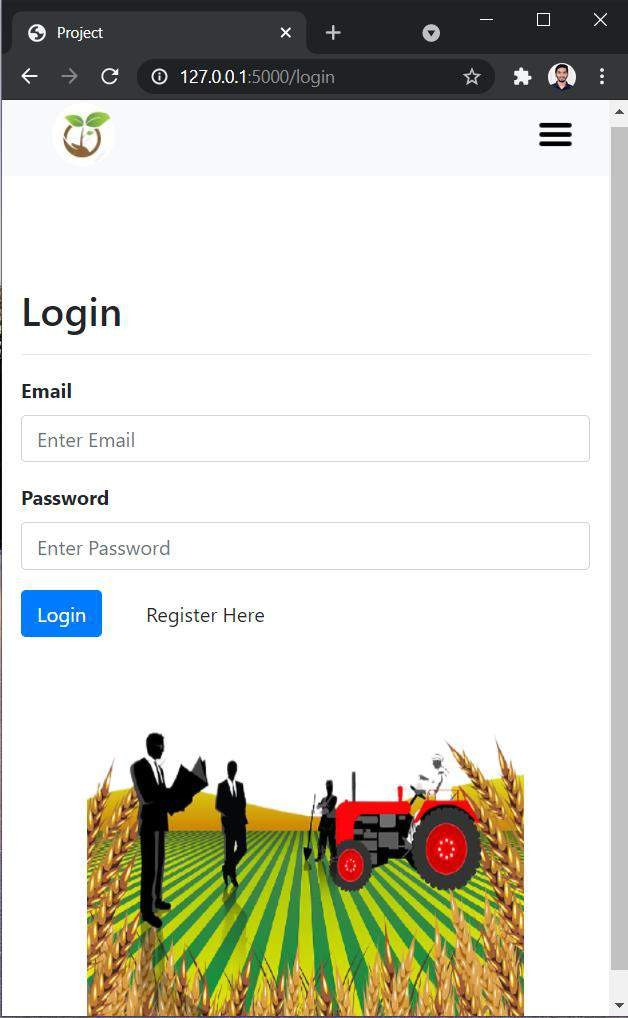 Project
127.0.0.1:5000/login
Login
Email
Enter Email
Password
Enter Password
Login Register Here